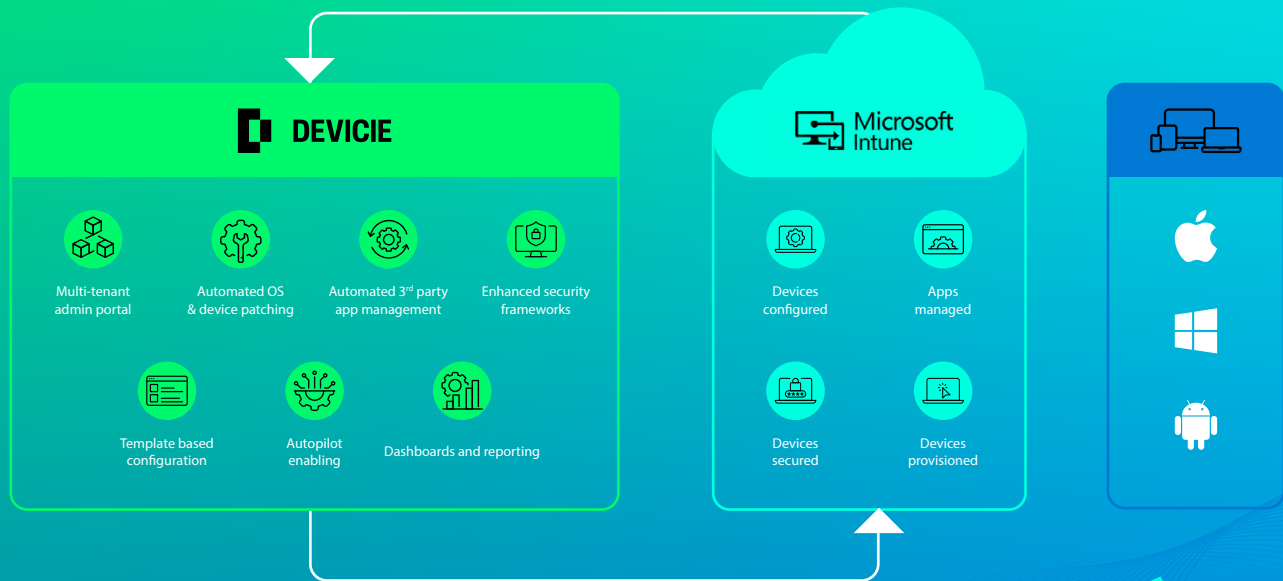 DEVICIE
Microsoft
Intune
Multi-tenant
admin portal
Automated OS
& device patching
Automated 3rd party
app management
Enhanced security
frameworks
Devices
configured
Apps
managed
Template based
configuration
Autopilot
enabling
Dashboards and reporting
Devices
secured
Devices
provisioned